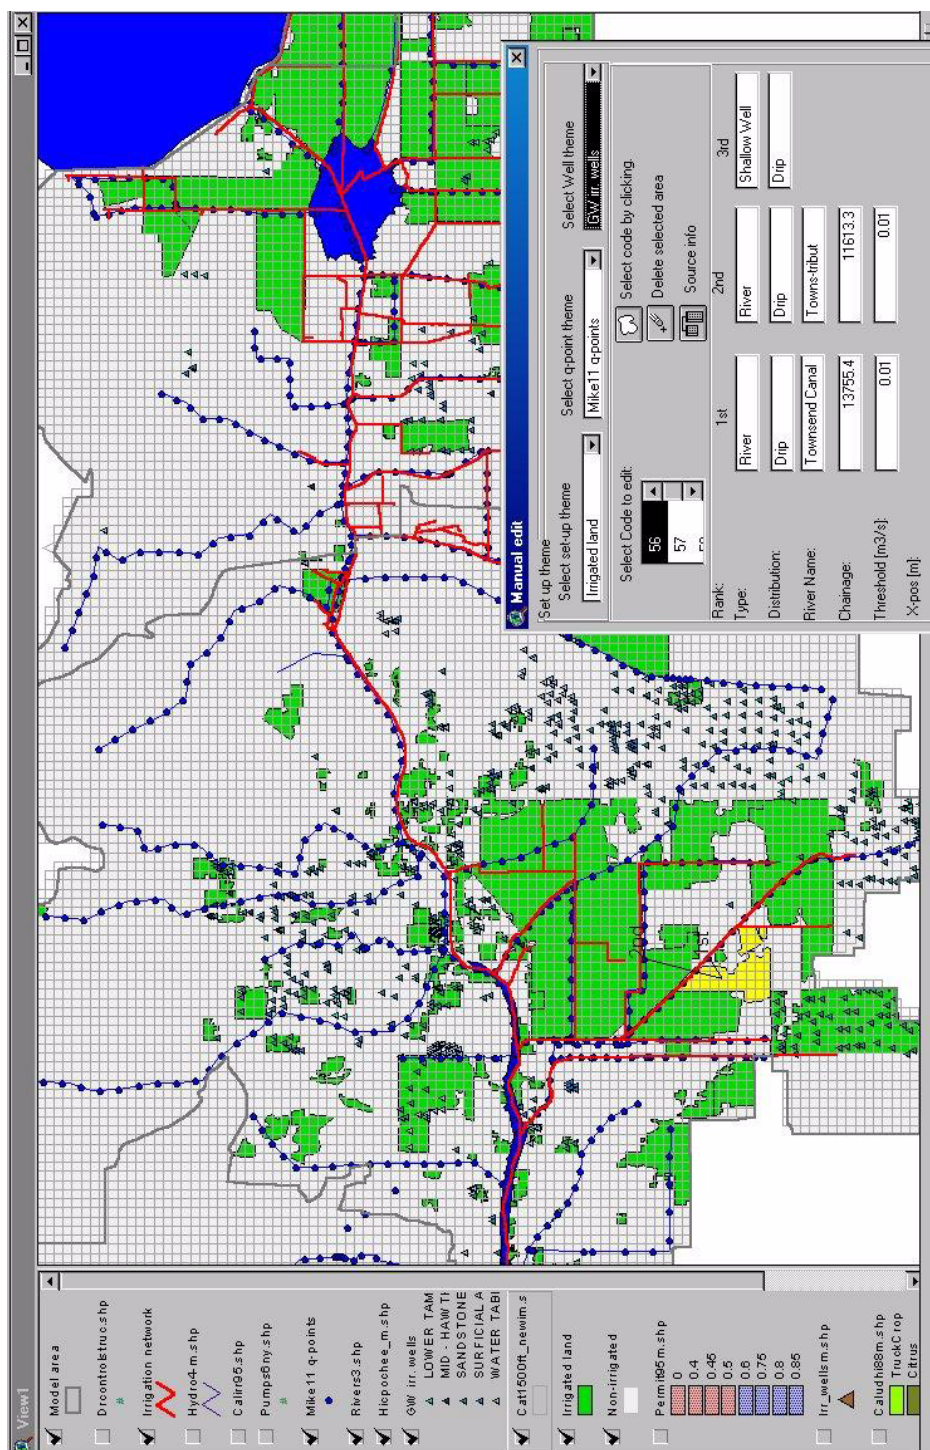 View1
Model area
Drcontrolstruc.shp
Irrigation network
Hydro4-m.shp
Calirr95.shp
Pumps6ny.shp
Mike11 q-points
Rivers3.shp
Hicpochee_m.shp
GW irr. wells
LOWER TAM
MID - HAWTH
SANDSTONE
SURFICIAL A
WATER TABI
Cat1500ft_newim.s
Irrigated land
Non-irrigated
Permit95m.shp
0
0.4
0.45
0.5
0.6
0.75
0.8
0.85
Irr_wellsm.shp
Caludhi88m.shp
TruckCrop
Citrus
2nd
1st
Manual edit
Set up theme
Select set-up theme Select q-point theme Select Well theme
Irrigated land Mike11 q-points GW irr. wells
Select Code to edit: Select code by clicking.
56
57 Delete selected area
Source info
Rank: 1st 2nd 3rd
Type: River River Shallow Well
Distribution: Drip Drip Drip
River Name: Townsend Canal Towns-tribut
Chainage: 13755.4 11613.3
Threshold [m3/s]: 0.01 0.01
X-pos [m]: